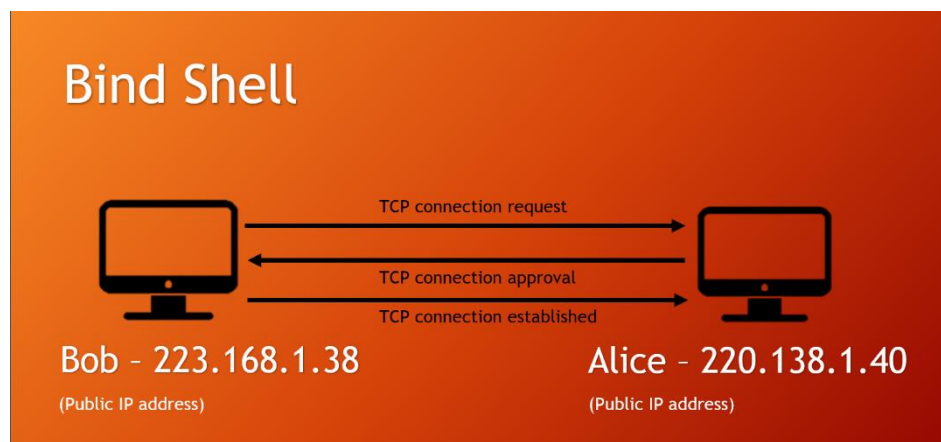 Bind Shell
TCP connection request
TCP connection approval
TCP connection established
Bob – 223.168.1.38
(Public IP address)
Alice – 220.138.1.40
(Public IP address)